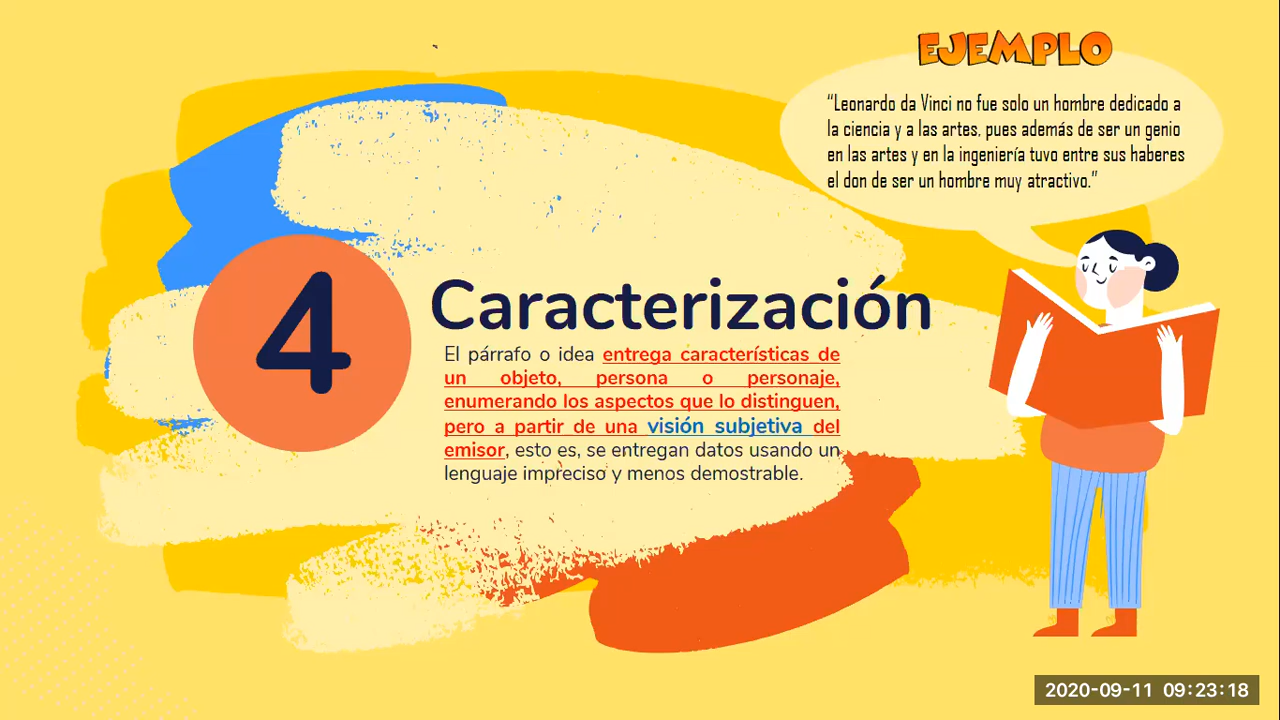 EJEMPLO
“Leonardo da Vinci no fue solo un hombre dedicado a
la ciencia y a las artes, pues además de ser un genio
en las artes y en la ingeniería tuvo entre sus haberes
el don de ser un hombre muy atractivo.”
4
Caracterización
El párrafo o idea entrega características de
un objeto, persona o personaje,
enumerando los aspectos que lo distinguen,
pero a partir de una visión subjetiva del
emisor, esto es, se entregan datos usando un
lenguaje impreciso y menos demostrable.
2020-09-11 09:23:18